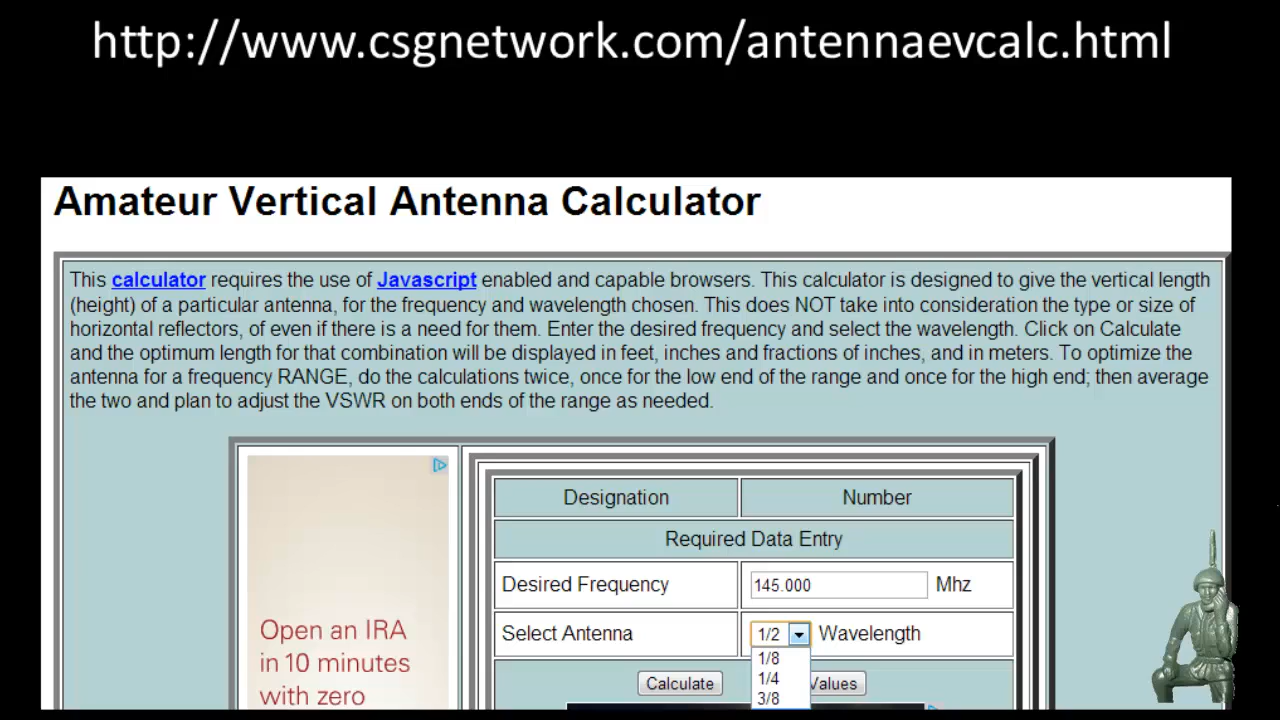 http://www.csgnetwork.com/antennaevcalc.html
Amateur Vertical Antenna Calculator
This calculator requires the use of Javascript enabled and capable browsers. This calculator is designed to give the vertical length
(height) of a particular antenna, for the frequency and wavelength chosen. This does NOT take into consideration the type or size of
horizontal reflectors, of even if there is a need for them. Enter the desired frequency and select the wavelength. Click on Calculate
and the optimum length for that combination will be displayed in feet, inches and fractions of inches, and in meters. To optimize the
antenna for a frequency RANGE, do the calculations twice, once for the low end of the range and once for the high end; then average
the two and plan to adjust the VSWR on both ends of the range as needed.
Designation Number
Required Data Entry
Desired Frequency 145.000 Mhz
Select Antenna 1/2 Wavelength
1/8
1/4
3/8
Calculate Values
Open an IRA
in 10 minutes
with zero